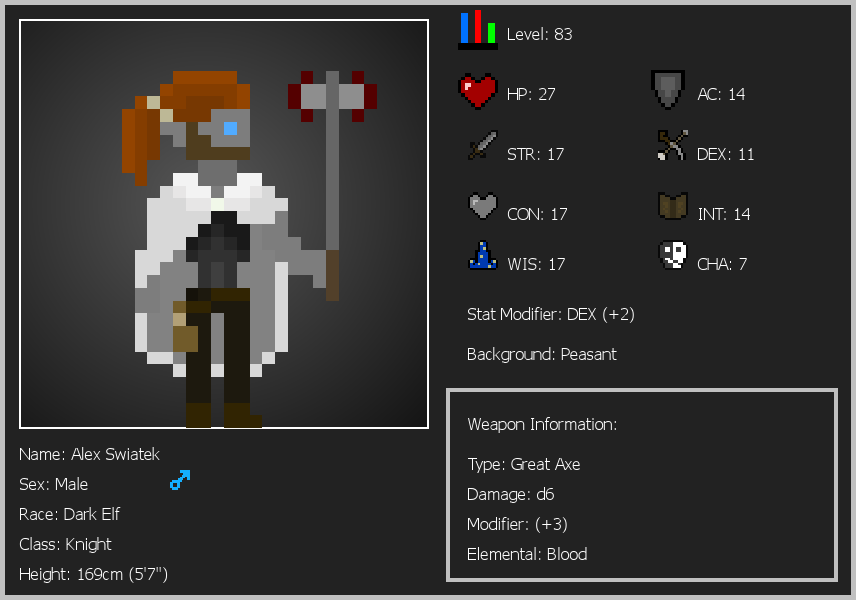 Level: 83
HP: 27
AC: 14
STR: 17
DEX: 11
CON: 17
INT: 14
WIS: 17
CHA: 7
Stat Modifier: DEX (+2)
Background: Peasant
Weapon Information:
Type: Great Axe
Damage: d6
Modifier: (+3)
Elemental: Blood
Name: Alex Swiatek
Sex: Male
Race: Dark Elf
Class: Knight
Height: 169cm (5'7")